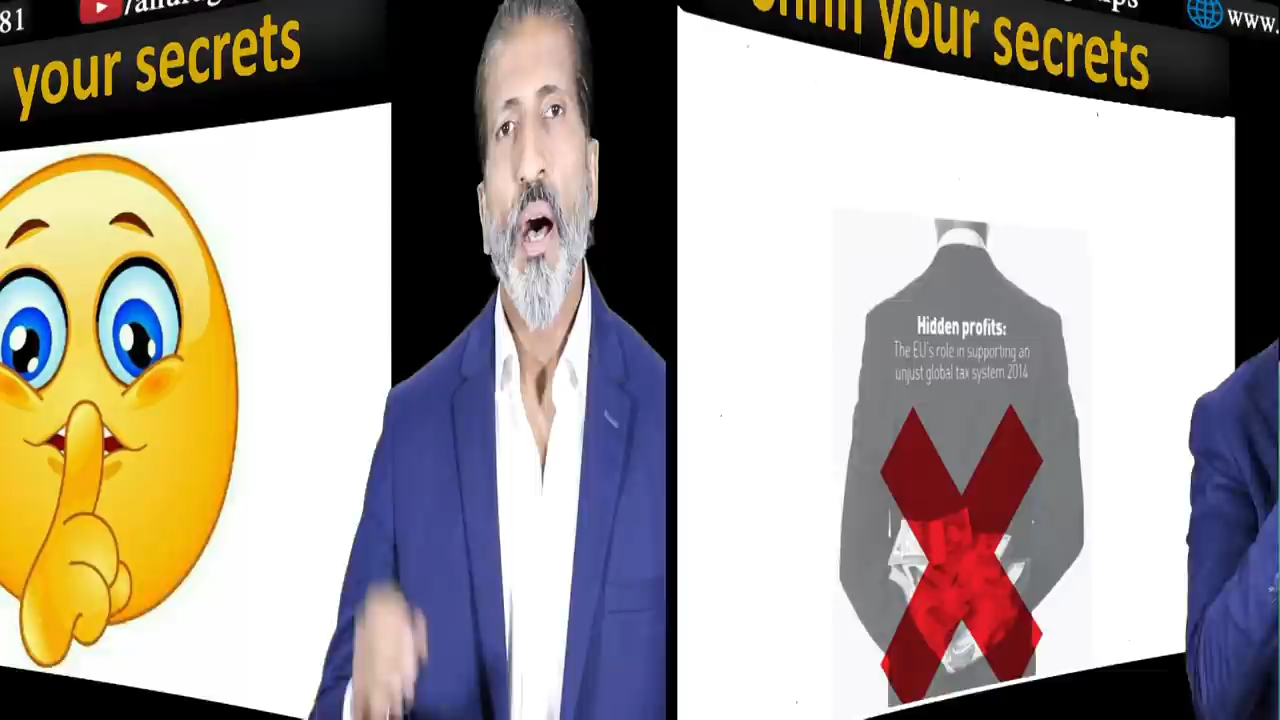 81
your secrets
your secrets
www.
Hidden profits:
The EU's role in supporting an
unjust global tax system 2014